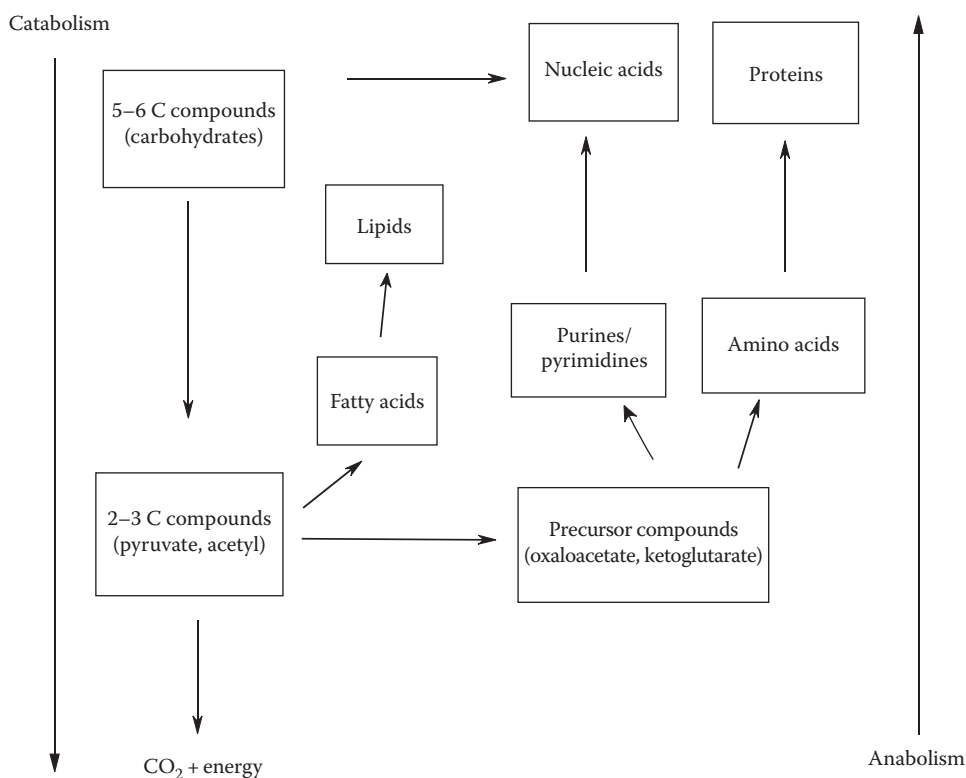 Catabolism
5–6 C compounds
(carbohydrates)
Nucleic acids
Proteins
Lipids
Fatty acids
Purines/
pyrimidines
Amino acids
2–3 C compounds
(pyruvate, acetyl)
Precursor compounds
(oxaloacetate, ketoglutarate)
CO₂ + energy
Anabolism